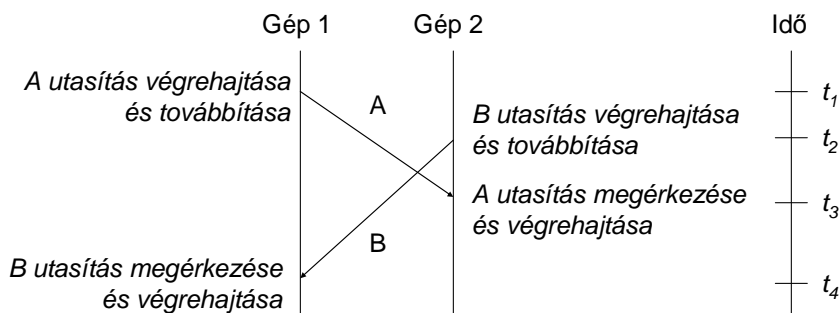 Gép 1
Gép 2
Idő
A utasítás végrehajtása
és továbbítása
A
t1
B utasítás végrehajtása
és továbbítása
t2
A utasítás megérkezése
és végrehajtása
t3
B
B utasítás megérkezése
és végrehajtása
t4